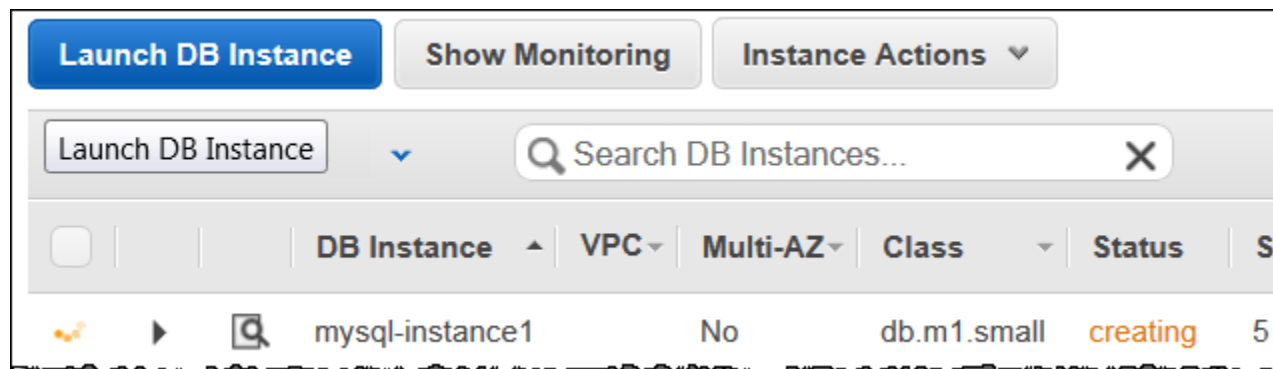 Launch DB Instance Show Monitoring Instance Actions
Launch DB Instance Search DB Instances...
DB Instance VPC Multi-AZ Class Status S
mysql-instance1 No db.m1.small creating 5